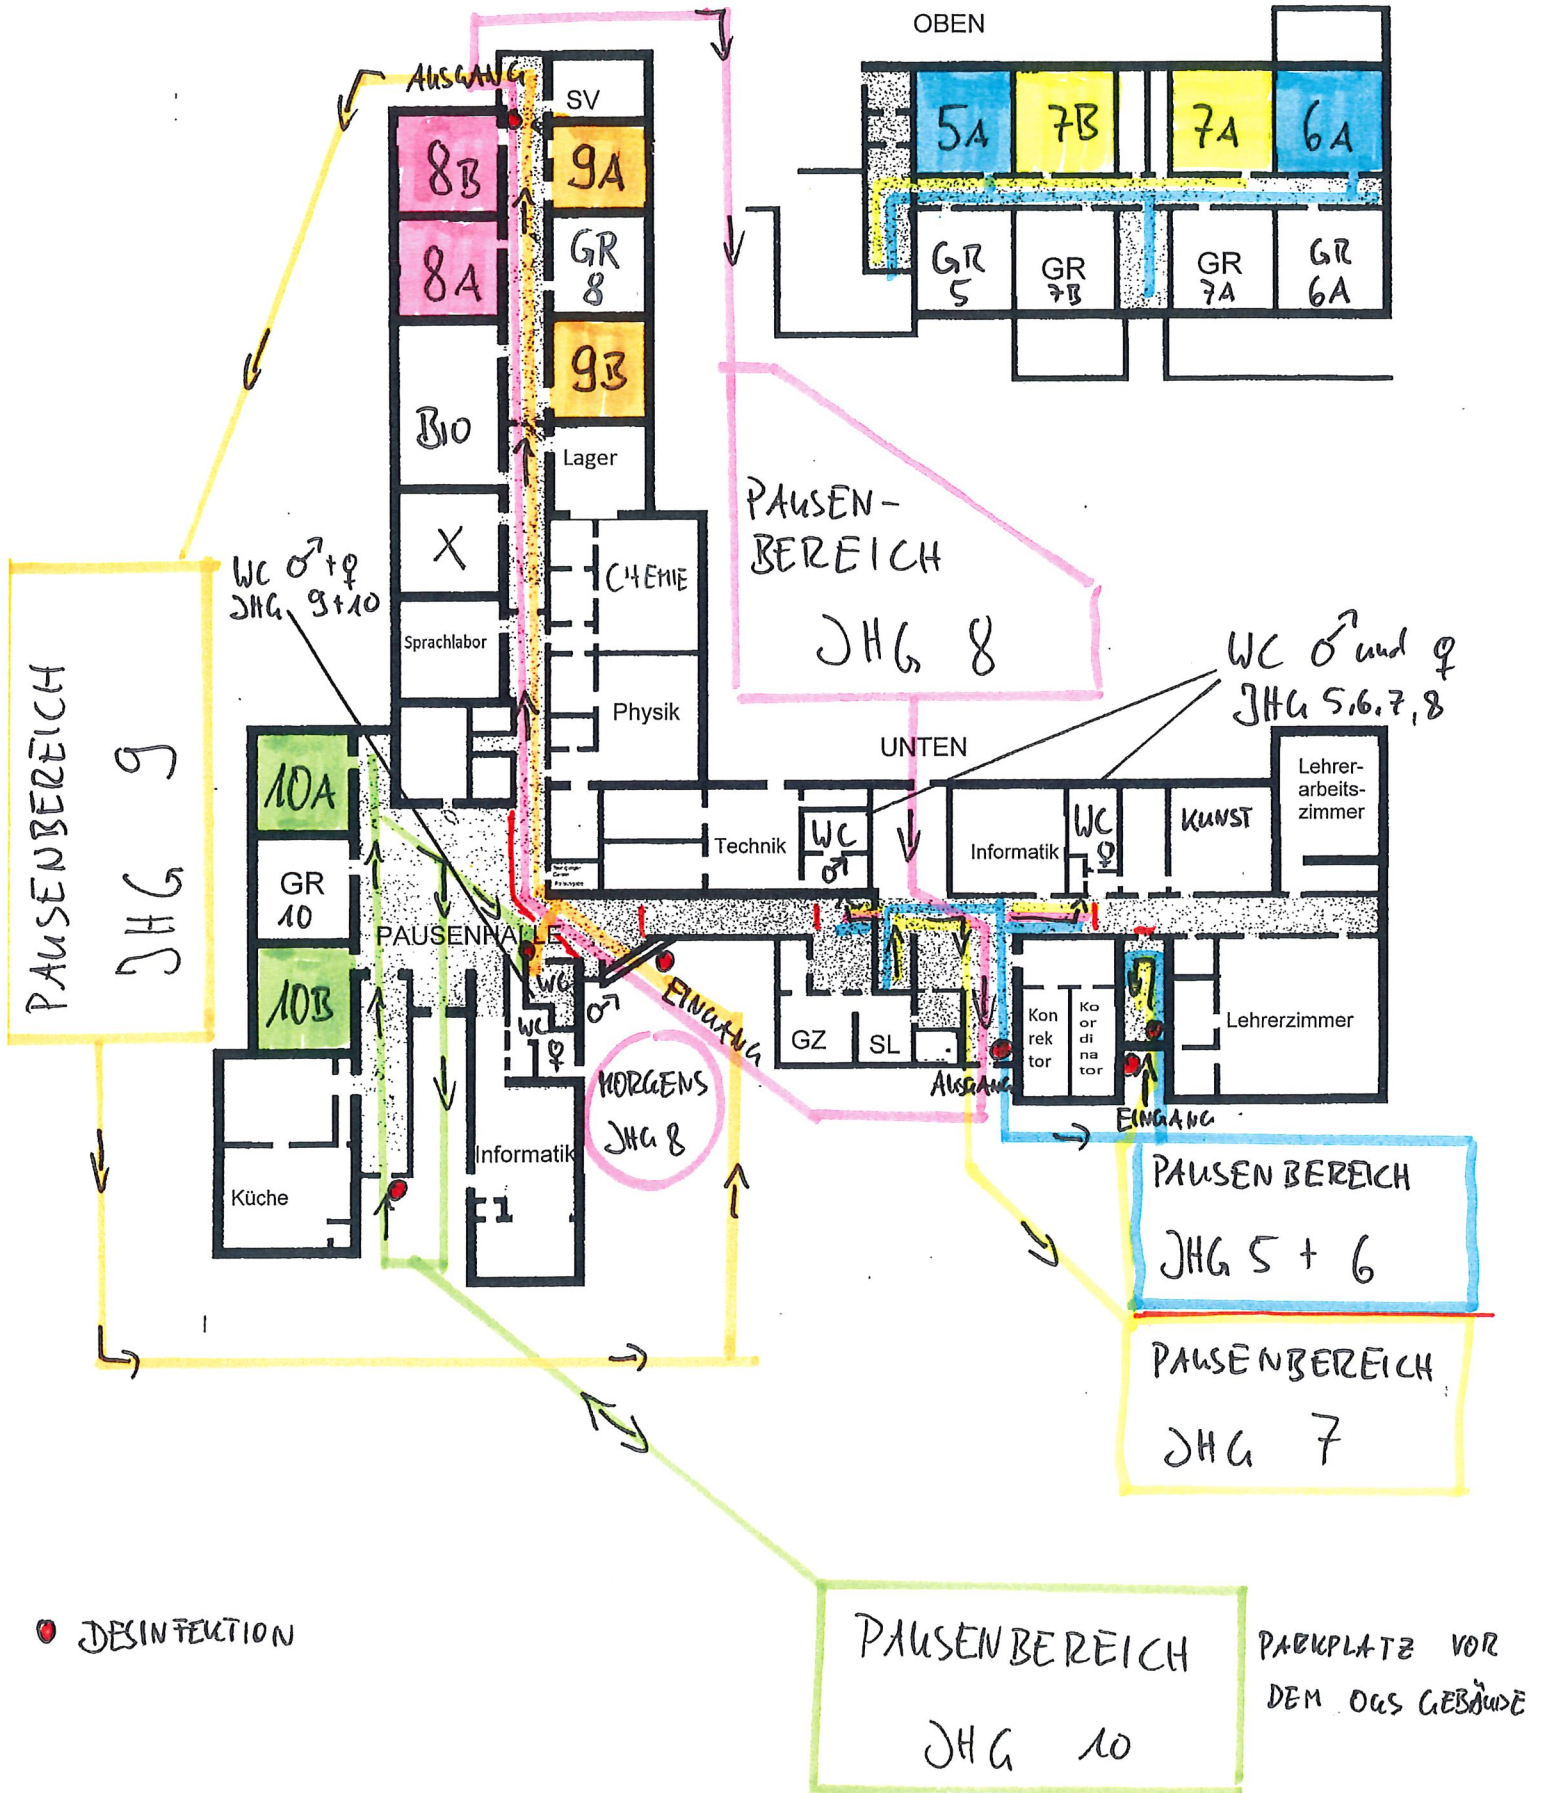 OBEN
AUSGANG
SV
8B
9A
8A
GR
8
9B
BIO
Lager
X
CHEMIE
Sprachlabor
Physik
5A
7B
7A
6A
GR
5
GR
7B
GR
7A
GR
6A
PAUSEN-
BEREICH
JHG 8
WC ♂+♀
JHG 9+10
WC ♂ und ♀
JHG 5,6,7,8
PAUSENBEREICH
JHG 9
UNTEN
10A
GR
10
10B
PAUSENHALLE
Technik
WC
♂
Informatik
WC
♀
KUNST
Lehrer-
arbeits-
zimmer
WC
♂
WC
♀
EINGANG
GZ
SL
AUSGANG
Kon
rek
tor
Ko
or
di
na
tor
Lehrerzimmer
EINGANG
MORGENS
JHG 8
Küche
Informatik
1
PAUSENBEREICH
JHG 5 + 6
PAUSENBEREICH
JHG 7
DESINFEKTION
PAUSENBEREICH
JHG 10
PARKPLATZ VOR
DEM OGS GEBÄUDE